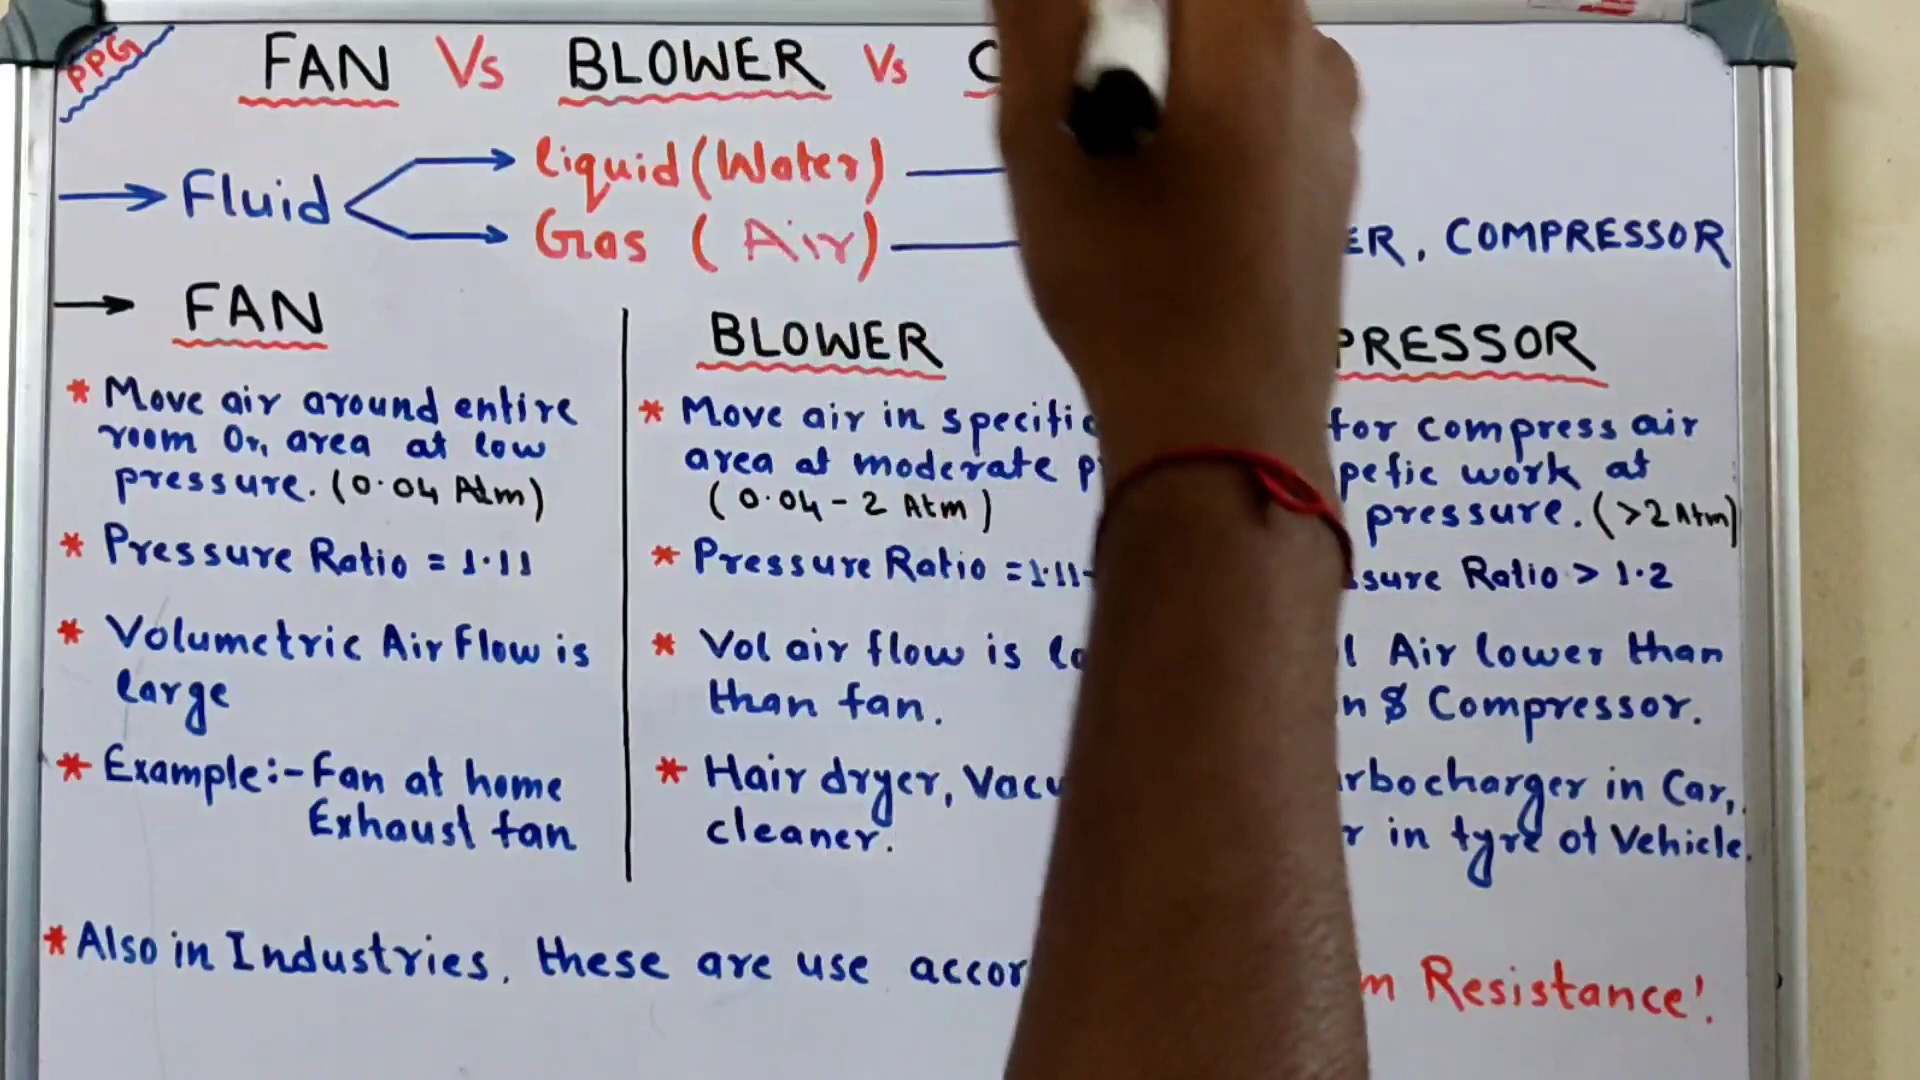 PPG
FAN Vs BLOWER Vs C
Fluid
Liquid (Water)
Gas (Air)
ER, COMPRESSOR
FAN
* Move air around entire
room Or, area at low
pressure. (0.04 Atm)
* Pressure Ratio = 1.11
* Volumetric Air Flow is
large
* Example:- Fan at home
Exhaust fan
BLOWER
* Move air in specific
area at moderate p
(0.04 - 2 Atm)
* Pressure Ratio = 1.11-
* Vol air flow is lo
than fan.
* Hair dryer, Vacu
cleaner.
PRESSOR
for compress air
pefic work at
pressure. (>2 Atm)
sure Ratio > 1.2
l Air lower than
n & Compressor.
rbocharger in Car,
r in tyre of Vehicle.
* Also in Industries, these are use accor
m Resistance!